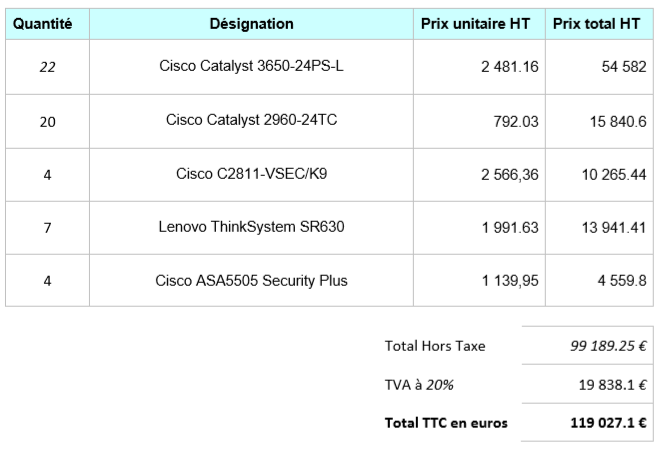 Quantité Désignation Prix unitaire HT Prix total HT
22 Cisco Catalyst 3650-24PS-L 2 481.16 54 582
20 Cisco Catalyst 2960-24TC 792.03 15 840.6
4 Cisco C2811-VSEC/K9 2 566,36 10 265.44
7 Lenovo ThinkSystem SR630 1 991.63 13 941.41
4 Cisco ASA5505 Security Plus 1 139,95 4 559.8
Total Hors Taxe 99 189.25 €
TVA à 20% 19 838.1 €
Total TTC en euros 119 027.1 €